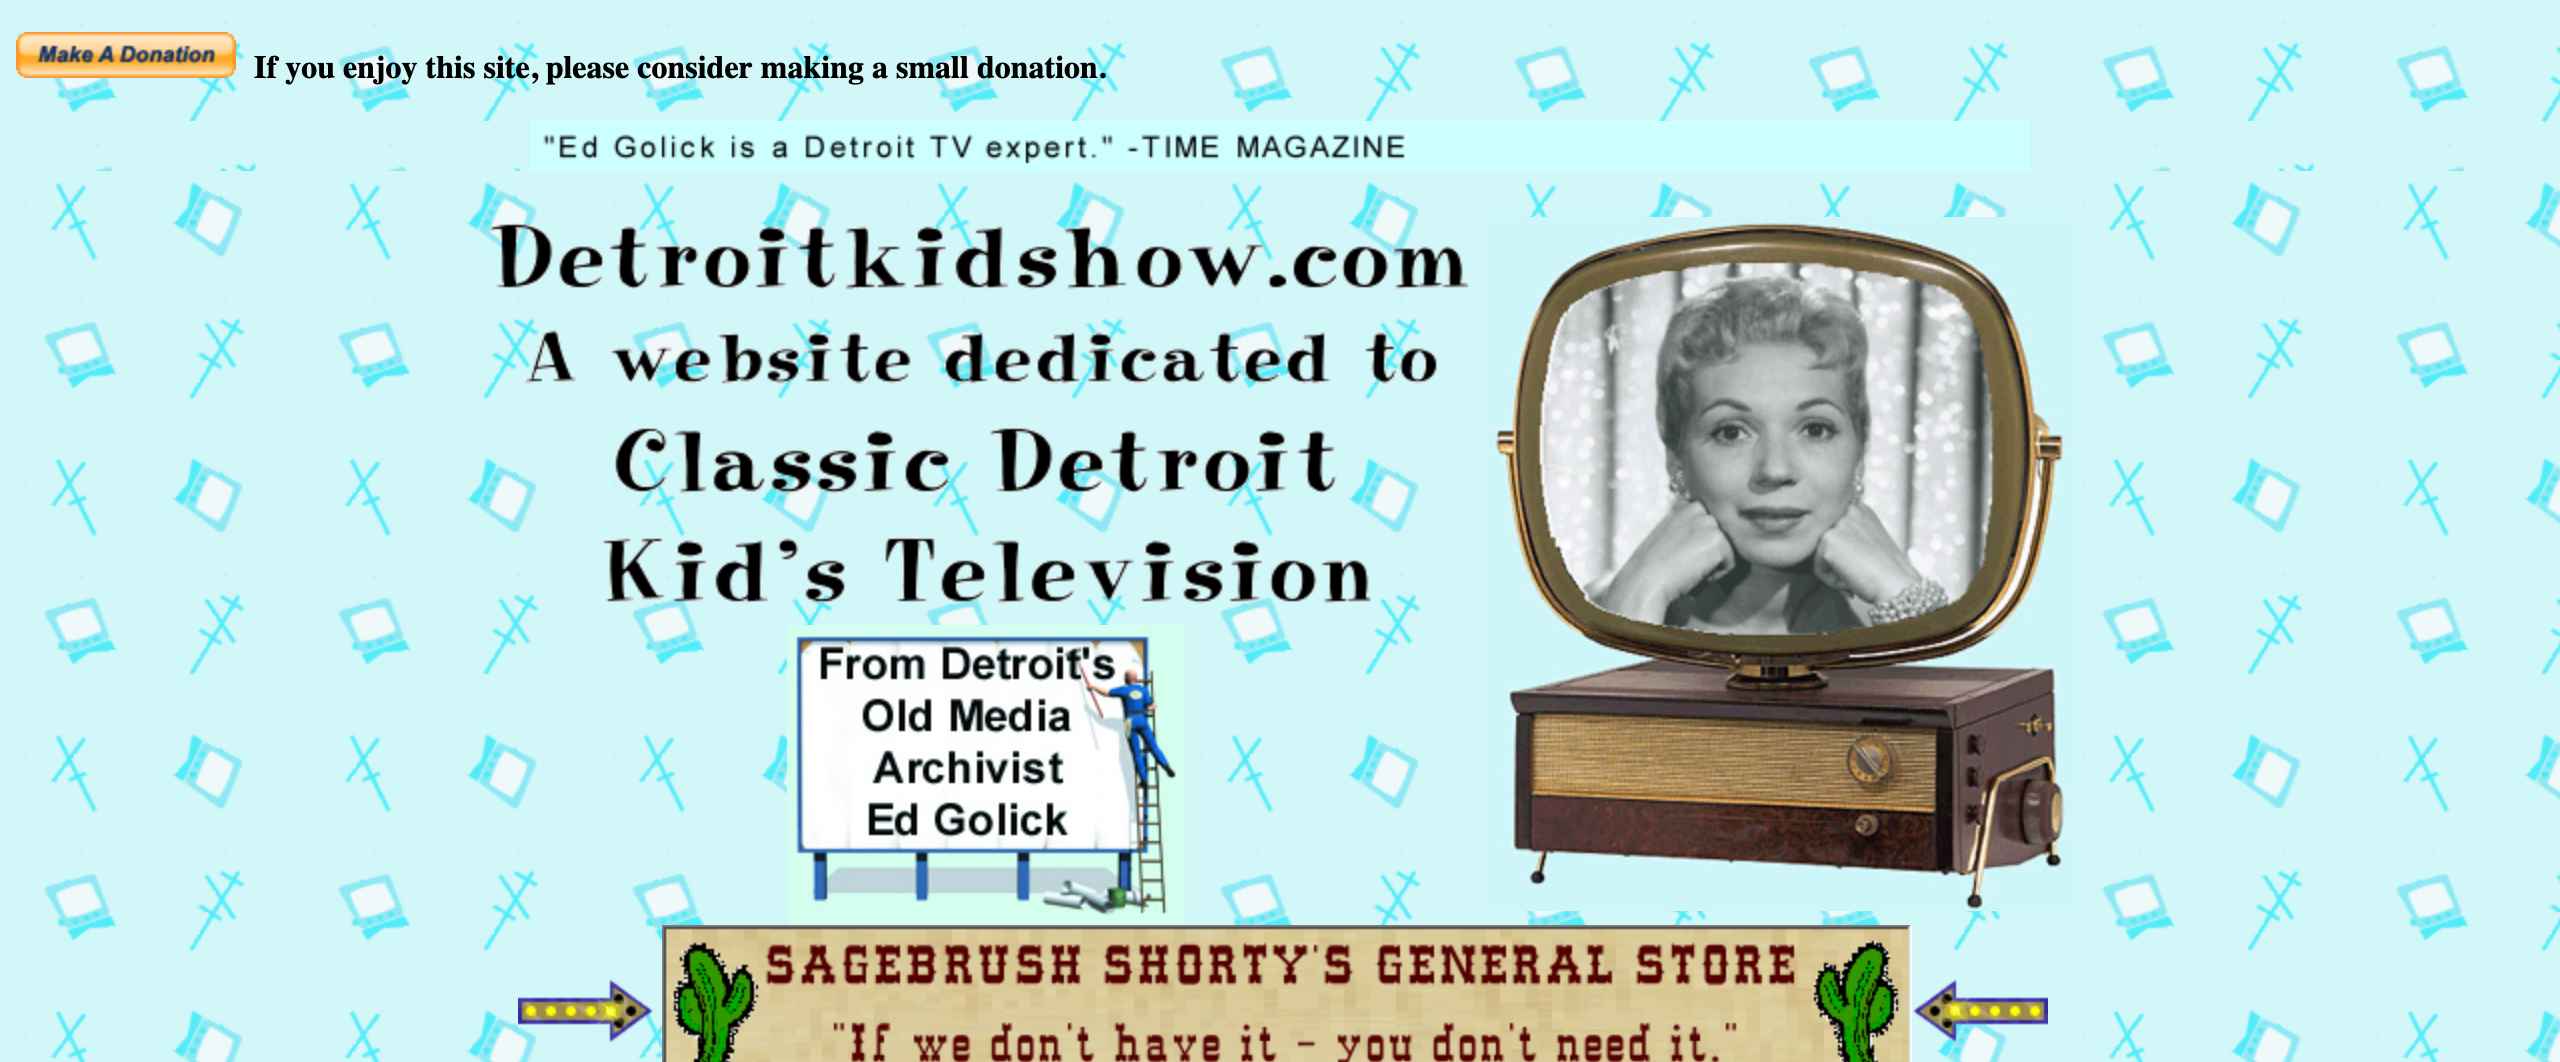 Make A Donation
If you enjoy this site, please consider making a small donation.
"Ed Golick is a Detroit TV expert." -TIME MAGAZINE
Detroitkidshow.com
A website dedicated to
Classic Detroit
Kid's Television
From Detroit's
Old Media
Archivist
Ed Golick
SAGEBRUSH SHORTY'S GENERAL STORE
"If we don't have it - you don't need it."